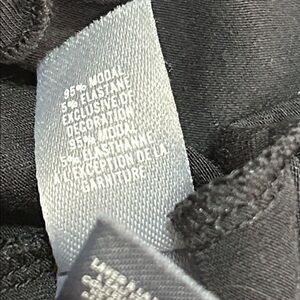 95% MODAL
5% ELASTANE
EXCLUSIVE OF
DECORATION
95% MODAL
5% ELASTHANNE
A L'EXCEPTION DE LA
GARNITURE